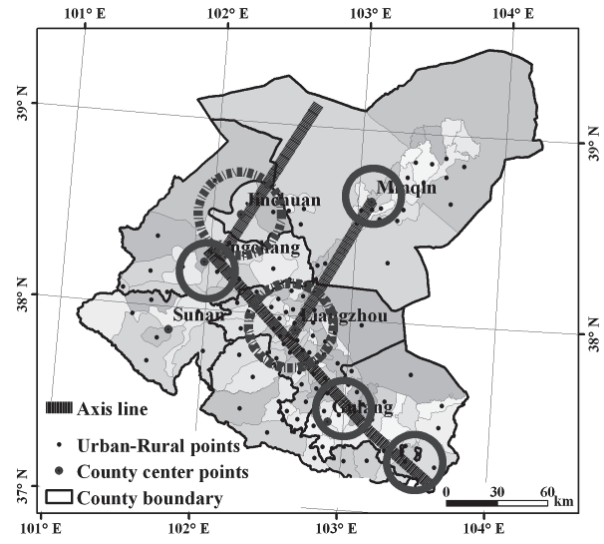 101° E 102° E 103° E 104° E
39° N
39° N
Minqin
Jinchuan
38° N
Sunan
Liangzhou
38° N
Gulang
Axis line
Urban-Rural points
County center points
County boundary
0 30 60
km
37° N
37° N
101° E 102° E 103° E 104° E